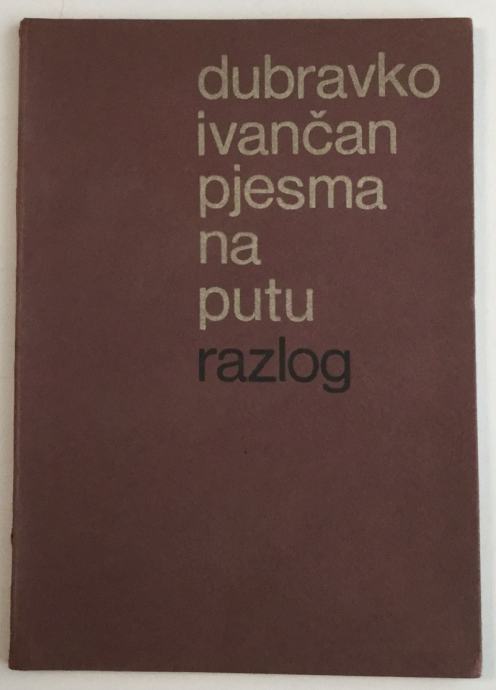 dubravko
ivančan
pjesma
na
putu
razlog